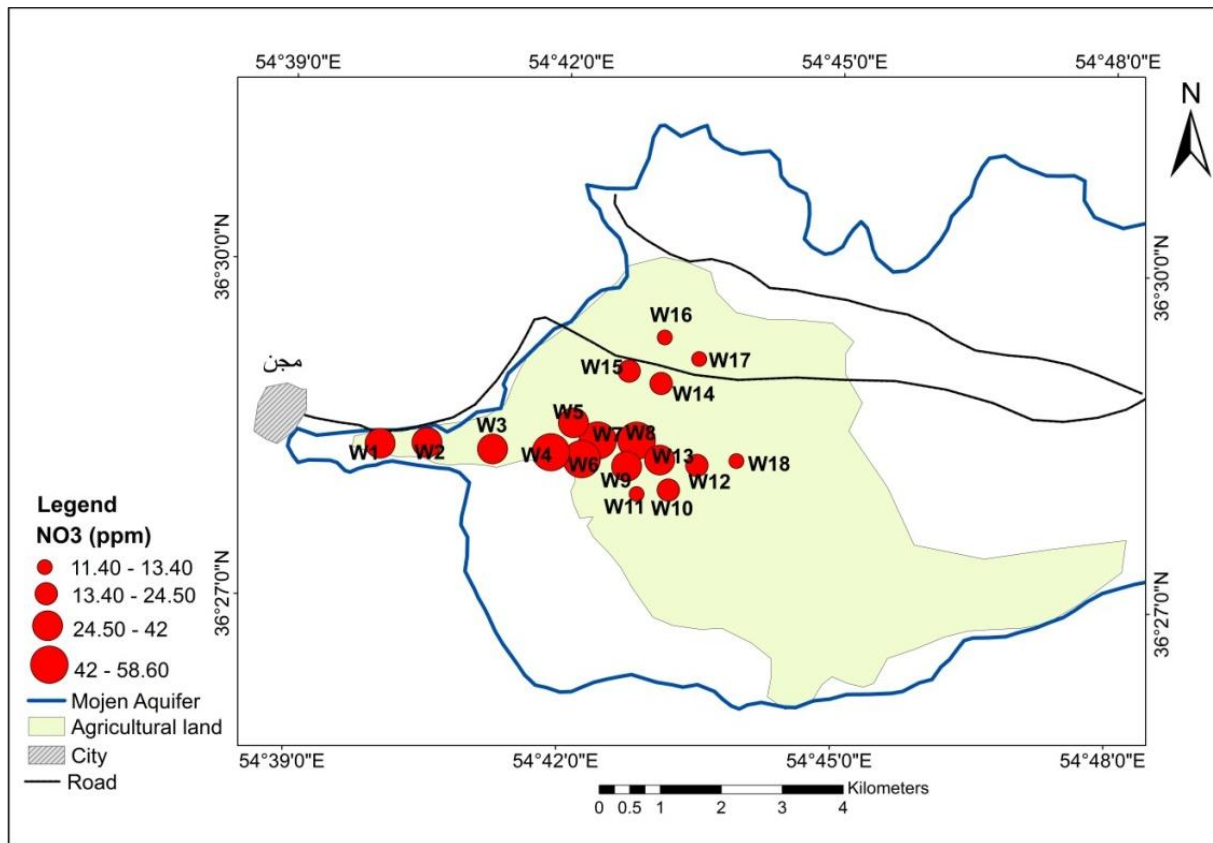 54°39'0"E 54°42'0"E 54°45'0"E 54°48'0"E
N
36°30'0"N
36°30'0"N
W16
W17
W15
W14
مجن
W5
W3
W7
W8
W1
W2
W4
W6
W13
W18
W9
W12
W11
W10
Legend
NO3 (ppm)
11.40 - 13.40
13.40 - 24.50
24.50 - 42
42 - 58.60
Mojen Aquifer
Agricultural land
City
Road
36°27'0"N
36°27'0"N
54°39'0"E 54°42'0"E 54°45'0"E 54°48'0"E
Kilometers
0 0.5 1 2 3 4